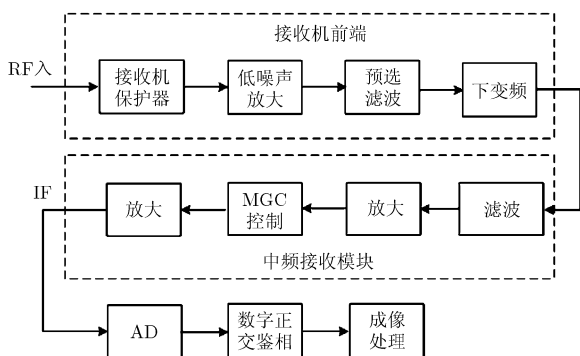 接收机前端
RF入
接收机
保护器
低噪声
放大
预选
滤波
下变频
IF
放大
MGC
控制
放大
滤波
中频接收模块
AD
数字正
交鉴相
成像
处理